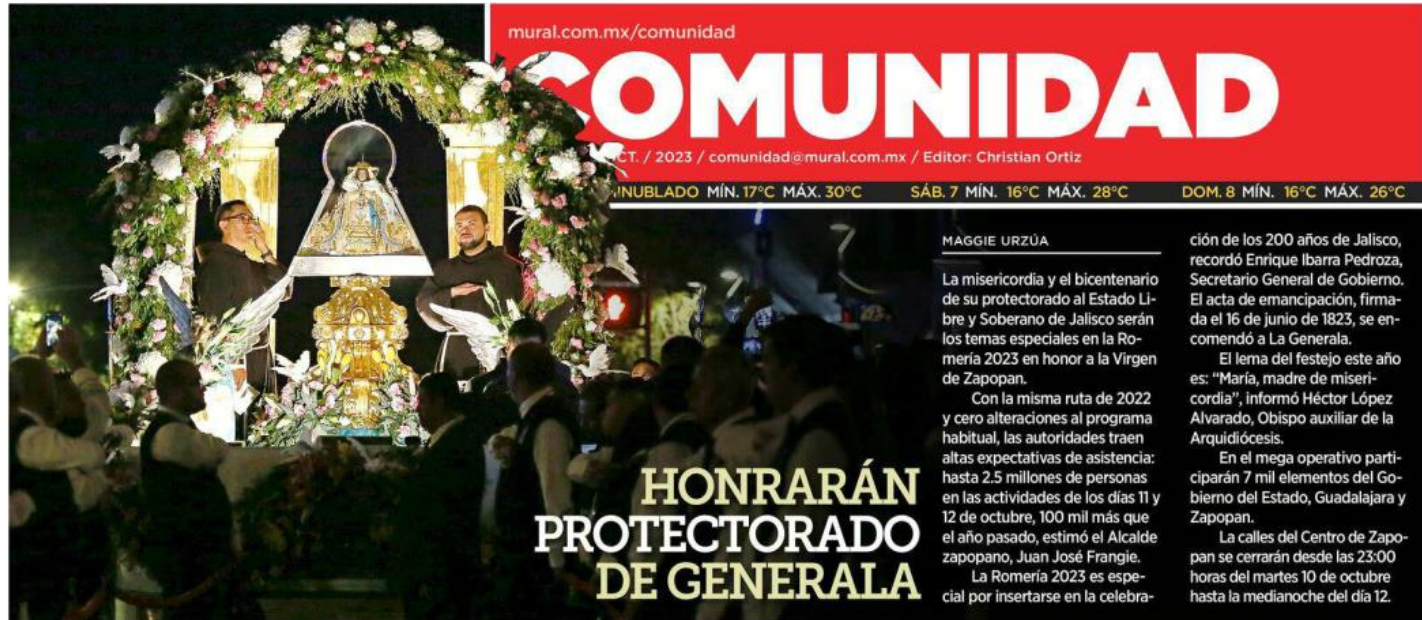 mural.com.mx/comunidad
COMUNIDAD
CT. / 2023 / comunidad@mural.com.mx / Editor: Christian Ortiz
INUBLADO MÍN. 17°C MÁX. 30°C SÁB. 7 MÍN. 16°C MÁX. 28°C DOM. 8 MÍN. 16°C MÁX. 26°C
HONRARÁN
PROTECTORADO
DE GENERALA
MAGGIE URZÚA
La misericordia y el bicentenario
de su protectorado al Estado Li-
bre y Soberano de Jalisco serán
los temas especiales en la Ro-
mería 2023 en honor a la Virgen
de Zapopan.
Con la misma ruta de 2022
y cero alteraciones al programa
habitual, las autoridades traen
altas expectativas de asistencia:
hasta 2.5 millones de personas
en las actividades de los días 11 y
12 de octubre, 100 mil más que
el año pasado, estimó el Alcalde
zapopano, Juan José Frangie.
La Romería 2023 es espe-
cial por insertarse en la celebra-
ción de los 200 años de Jalisco,
recordó Enrique Ibarra Pedroza,
Secretario General de Gobierno.
El acta de emancipación, firma-
da el 16 de junio de 1823, se en-
comendó a La Generala.
El lema del festejo este año
es: “María, madre de miseri-
cordia”, informó Héctor López
Alvarado, Obispo auxiliar de la
Arquidiócesis.
En el mega operativo parti-
ciparán 7 mil elementos del Go-
bierno del Estado, Guadalajara y
Zapopan.
La calles del Centro de Zapo-
pan se cerrarán desde las 23:00
horas del martes 10 de octubre
hasta la medianoche del día 12.